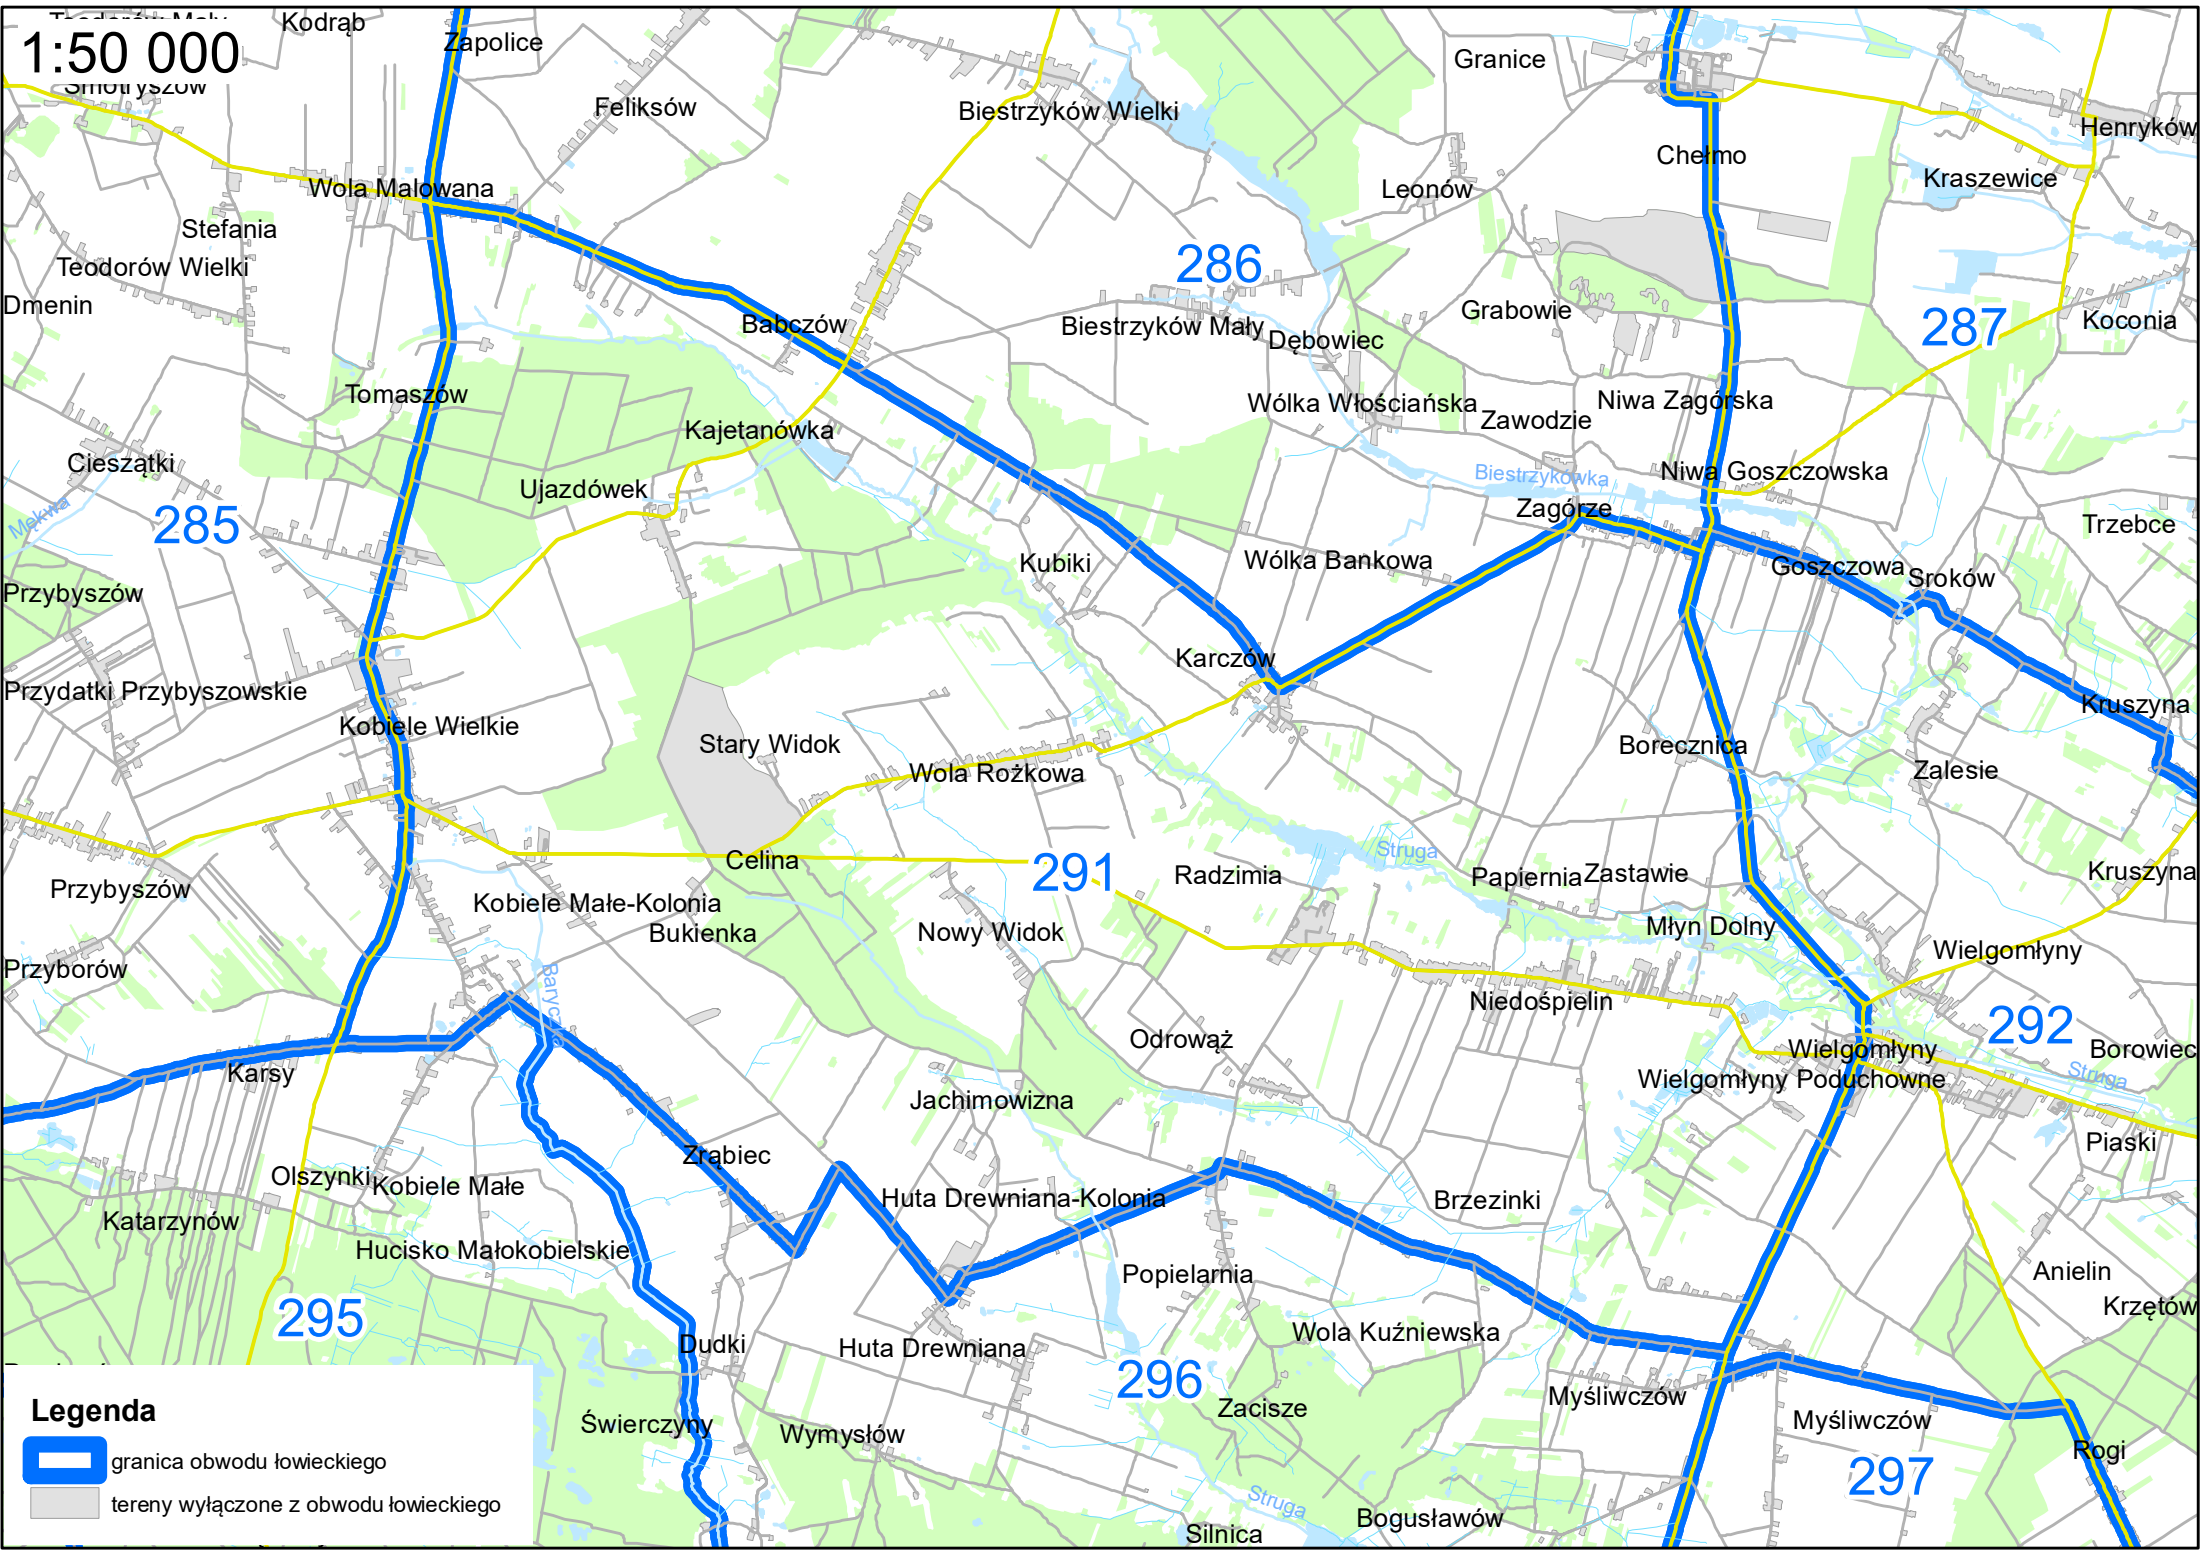 Kodrąb
Zapolice
1:50 000
Smotryszów
Granice
Feliksów
Biestrzyków Wielki
Henryków
Chełmo
Wola Malowana
Leonów
Kraszewice
Stefania
Teodorów Wielki
286
Dmenin
Grabowie
287
Koconia
Babczów
Biestrzyków Mały
Dębowiec
Tomaszów
Wólka Włościańska
Niwa Zagórska
Zawodzie
Kajetanówka
Cieszątki
Biestrzykówka
Niwa Goszczowska
Ujazdówek
Mękwa
285
Zagórze
Trzebce
Kubiki
Wólka Bankowa
Goszczowa
Sroków
Przybyszów
Karczów
Przydatki Przybyszowskie
Kruszyna
Kobiele Wielkie
Stary Widok
Borecznica
Wola Rożkowa
Zalesie
Celina
291
Struga
Radzimia
Papiernia
Zastawie
Kruszyna
Przybyszów
Kobiele Małe-Kolonia
Bukienka
Nowy Widok
Młyn Dolny
Wielgomłyny
Przyborów
Niedośpielin
292
Odrowąż
Wielgomłyny
Borowiec
Karsy
Struga
Wielgomłyny Poduchowne
Jachimowizna
Piaski
Zrąbiec
Olszynki
Kobiele Małe
Huta Drewniana-Kolonia
Brzezinki
Katarzynów
Hucisko Małokobielskie
Popielarnia
Anielin
Krzętów
295
Dudki
Huta Drewniana
Wola Kuźniewska
296
Zacisze
Myśliwczów
Myśliwczów
Świerczyny
Wymysłów
Rogi
297
Struga
Bogusławów
Silnica
Legenda
granica obwodu łowieckiego
tereny wyłączone z obwodu łowieckiego